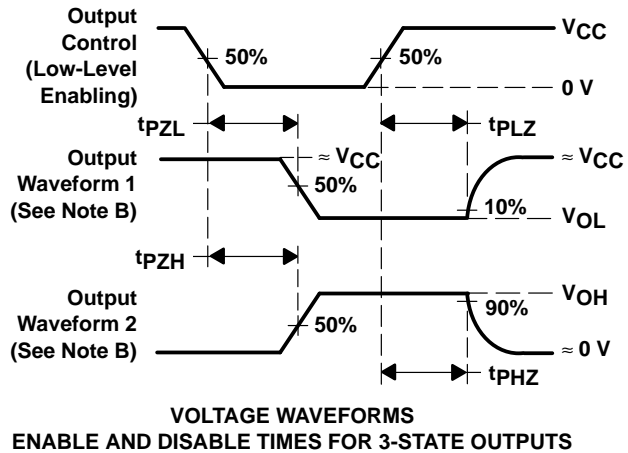 Output
Control
(Low-Level
Enabling)
50%
50%
VCC
0 V
tPZL
tPLZ
Output
Waveform 1
(See Note B)
≈ VCC
50%
≈ VCC
10%
VOL
tPZH
Output
Waveform 2
(See Note B)
50%
VOH
90%
≈ 0 V
tPHZ
VOLTAGE WAVEFORMS
ENABLE AND DISABLE TIMES FOR 3-STATE OUTPUTS